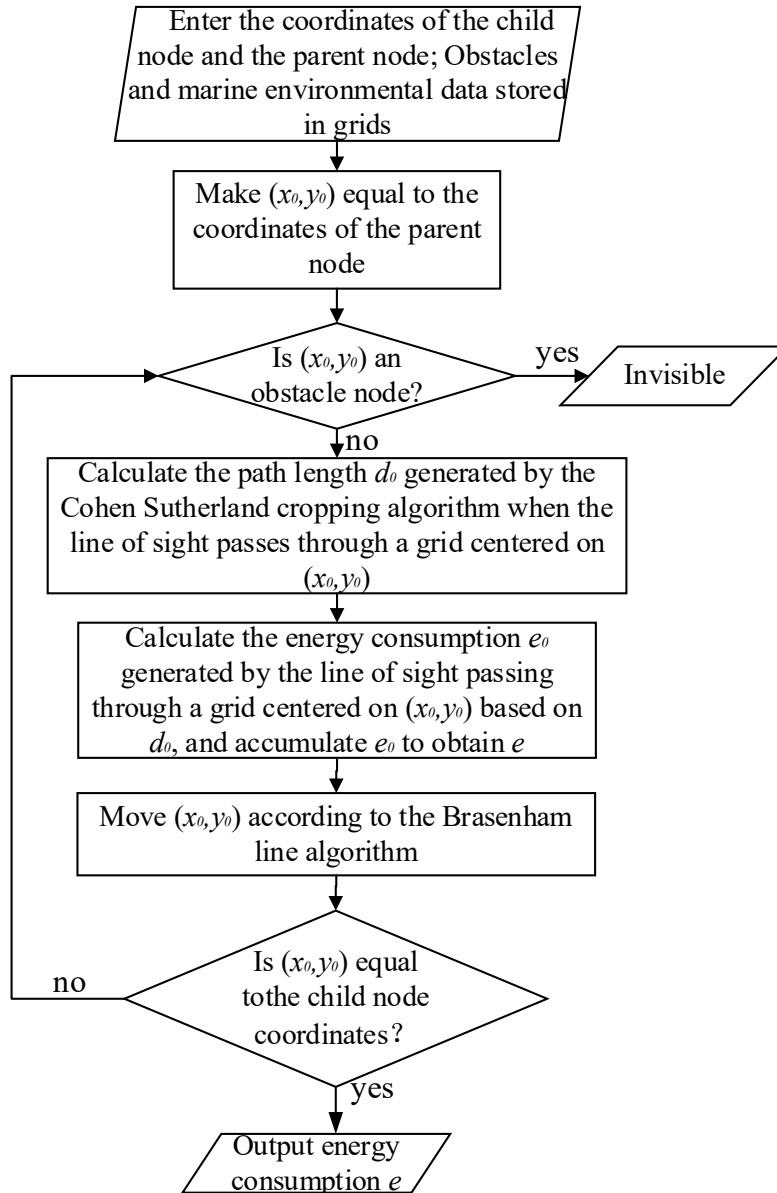 Enter the coordinates of the child
node and the parent node; Obstacles
and marine environmental data stored
in grids
Make (x₀,y₀) equal to the
coordinates of the parent
node
Is (x₀,y₀) an
obstacle node?
yes
Invisible
no
Calculate the path length d₀ generated by the
Cohen Sutherland cropping algorithm when the
line of sight passes through a grid centered on
(x₀,y₀)
Calculate the energy consumption e₀
generated by the line of sight passing
through a grid centered on (x₀,y₀) based on
d₀, and accumulate e₀ to obtain e
Move (x₀,y₀) according to the Brasenham
line algorithm
Is (x₀,y₀) equal
tothe child node
coordinates？
no
yes
Output energy
consumption e